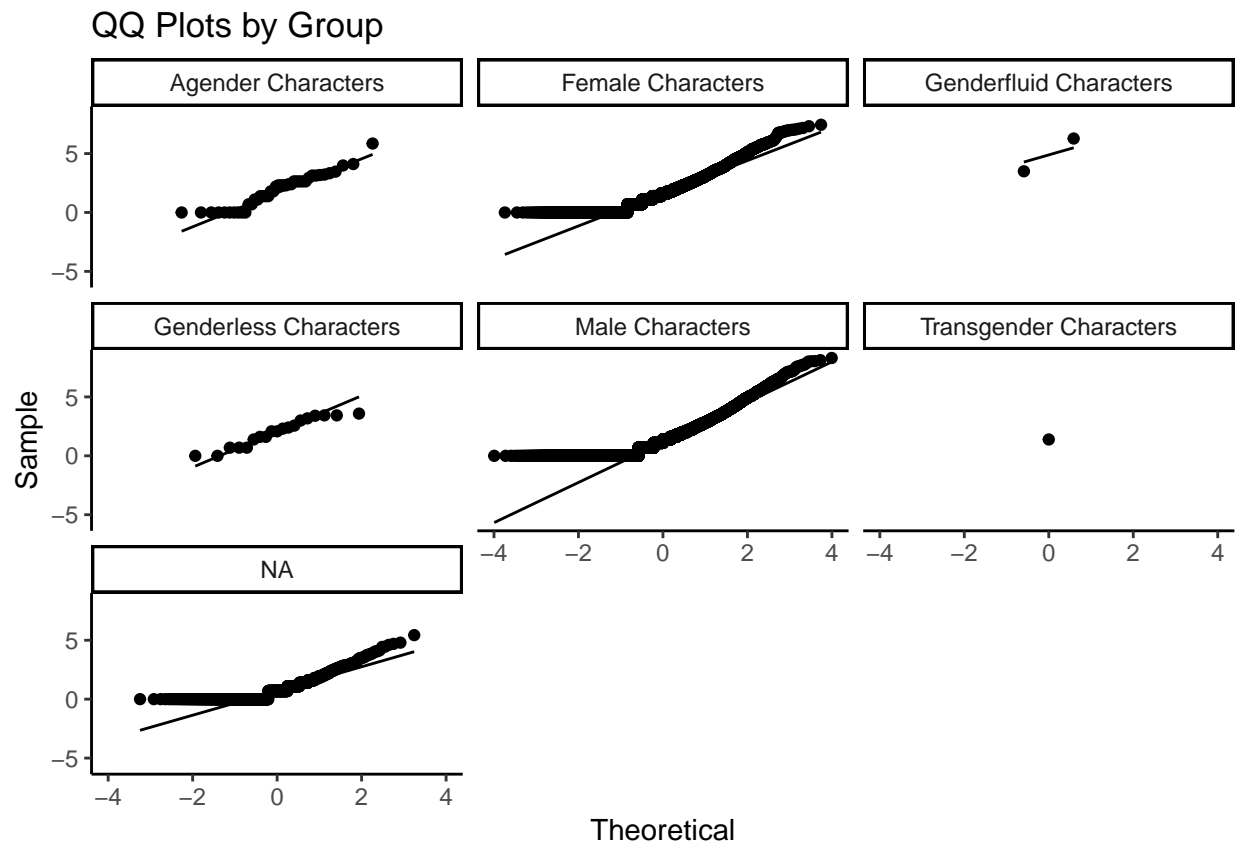 QQ Plots by Group
Agender Characters
Female Characters
Genderfluid Characters
5
0
−5
Genderless Characters
Male Characters
Transgender Characters
5
0
−5
−4 −2 0 2 4
−4 −2 0 2 4
NA
5
0
−5
−4 −2 0 2 4
Sample
Theoretical